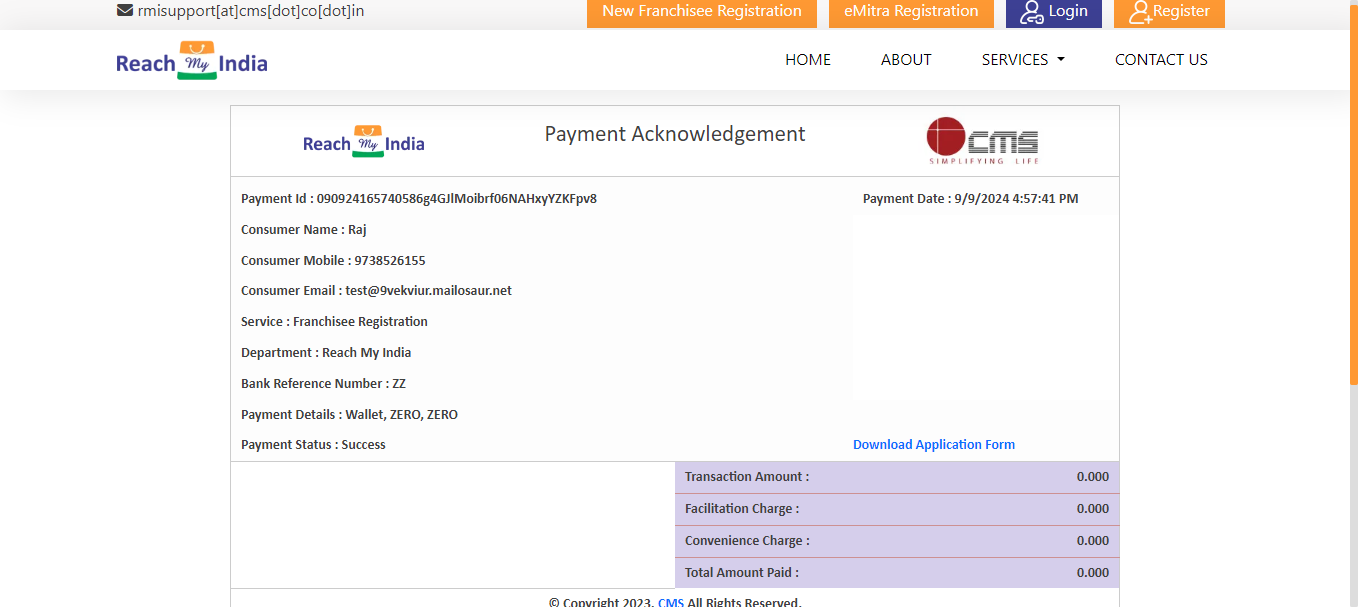 rmisupport[at]cms[dot]co[dot]in
New Franchisee Registration
eMitra Registration
Login
Register
Reach My India
HOME
ABOUT
SERVICES
CONTACT US
Reach My India
Payment Acknowledgement
CMS
SIMPLIFYING LIFE
Payment Id : 090924165740586g4GJlMoibrf06NAHxyYZKFpv8
Payment Date : 9/9/2024 4:57:41 PM
Consumer Name : Raj
Consumer Mobile : 9738526155
Consumer Email : test@9vekviur.mailosaur.net
Service : Franchisee Registration
Department : Reach My India
Bank Reference Number : ZZ
Payment Details : Wallet, ZERO, ZERO
Payment Status : Success
Download Application Form
Transaction Amount : 0.000
Facilitation Charge : 0.000
Convenience Charge : 0.000
Total Amount Paid : 0.000
© Copyright 2023. CMS All Rights Reserved.